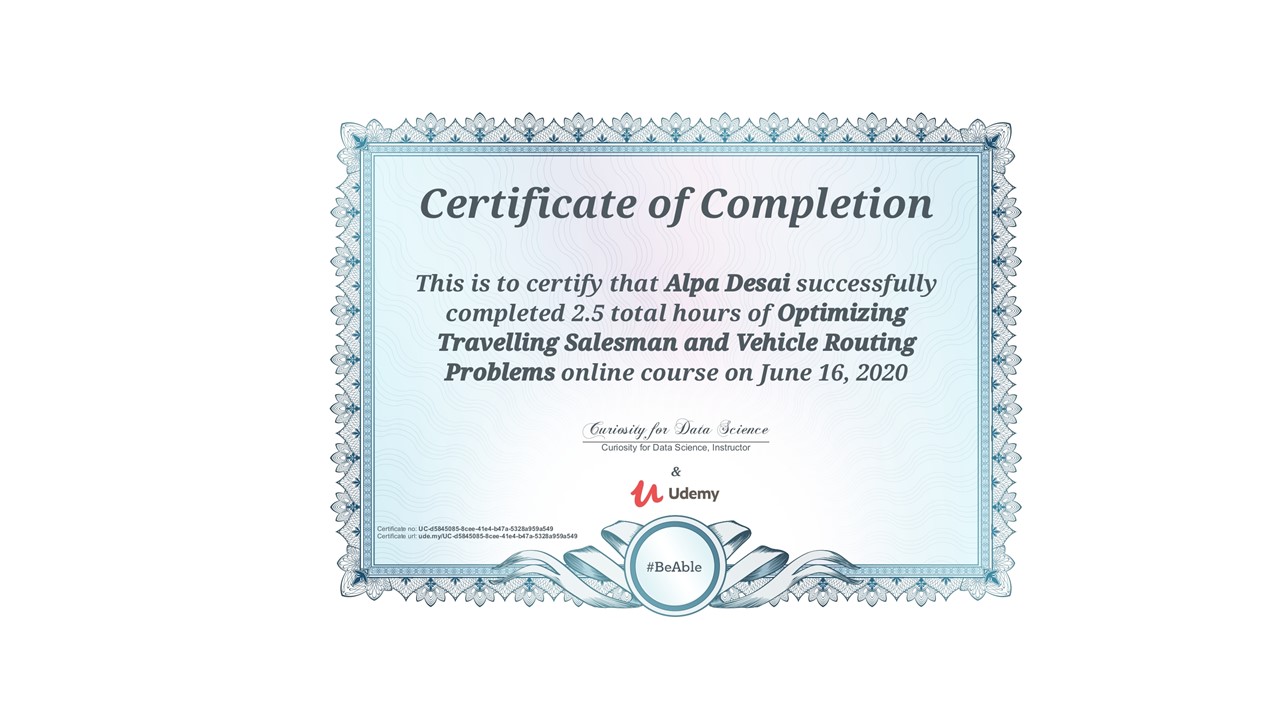 Certificate of Completion
This is to certify that Alpa Desai successfully
completed 2.5 total hours of Optimizing
Travelling Salesman and Vehicle Routing
Problems online course on June 16, 2020
Curiosity for Data Science
Curiosity for Data Science, Instructor
&
Udemy
Certificate no: UC-d5845085-8cee-41e4-b47a-5328a959a549
Certificate url: ude.my/UC-d5845085-8cee-41e4-b47a-5328a959a549
#BeAble